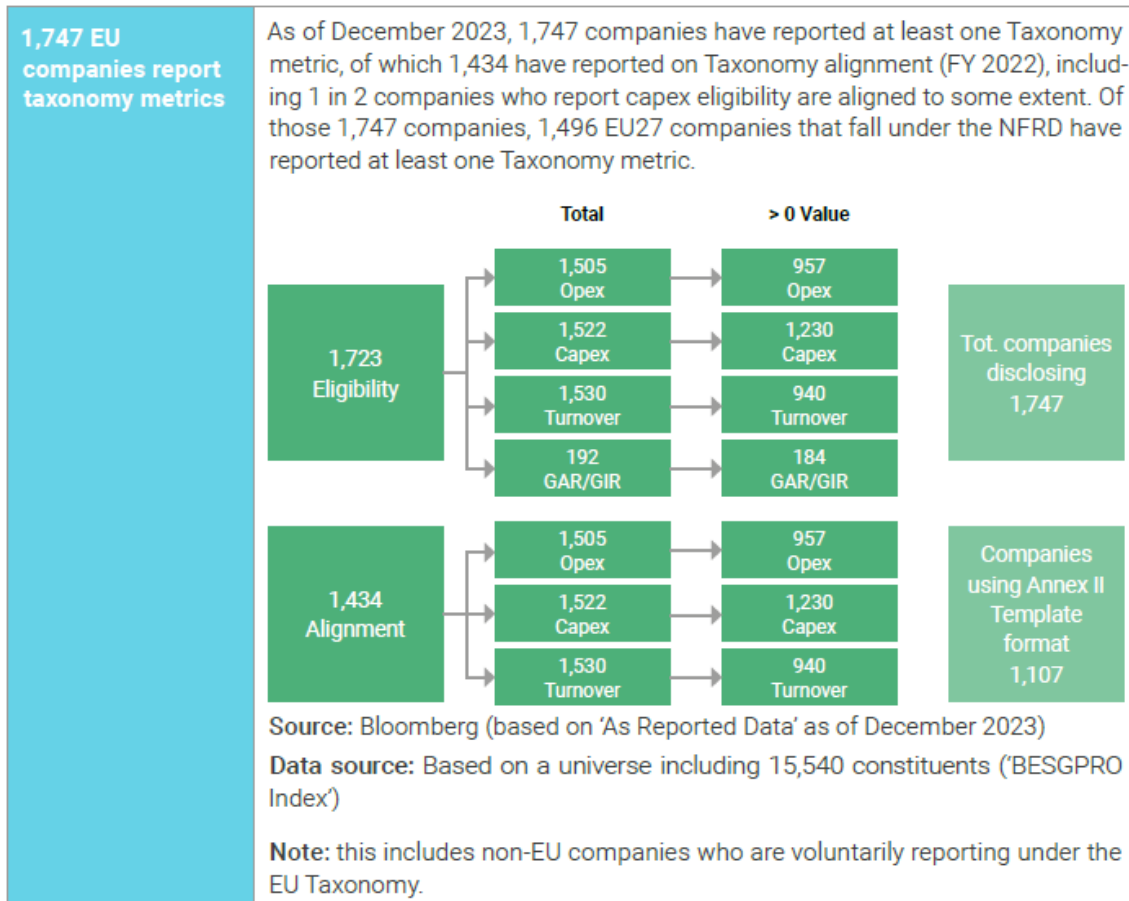 1,747 EU
companies report
taxonomy metrics
As of December 2023, 1,747 companies have reported at least one Taxonomy
metric, of which 1,434 have reported on Taxonomy alignment (FY 2022), includ-
ing 1 in 2 companies who report capex eligibility are aligned to some extent. Of
those 1,747 companies, 1,496 EU27 companies that fall under the NFRD have
reported at least one Taxonomy metric.
Total
> 0 Value
1,723
Eligibility
1,505
Opex
957
Opex
1,522
Capex
1,230
Capex
1,530
Turnover
940
Turnover
192
GAR/GIR
184
GAR/GIR
Tot. companies
disclosing
1,747
1,434
Alignment
1,505
Opex
957
Opex
1,522
Capex
1,230
Capex
1,530
Turnover
940
Turnover
Companies
using Annex II
Template
format
1,107
Source: Bloomberg (based on ‘As Reported Data’ as of December 2023)
Data source: Based on a universe including 15,540 constituents (‘BESGPRO
Index’)
Note: this includes non-EU companies who are voluntarily reporting under the
EU Taxonomy.